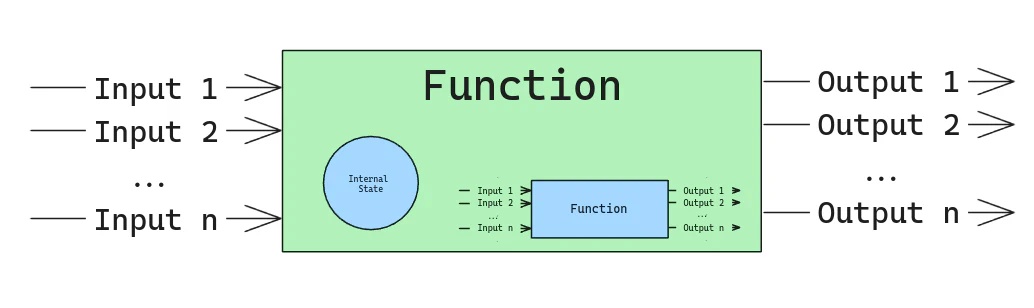 Function
Input 1
Input 2
...
Input n
Internal
State
Input 1
Input 2
...
Input n
Function
Output 1
Output 2
...
Output n
Output 1
Output 2
...
Output n